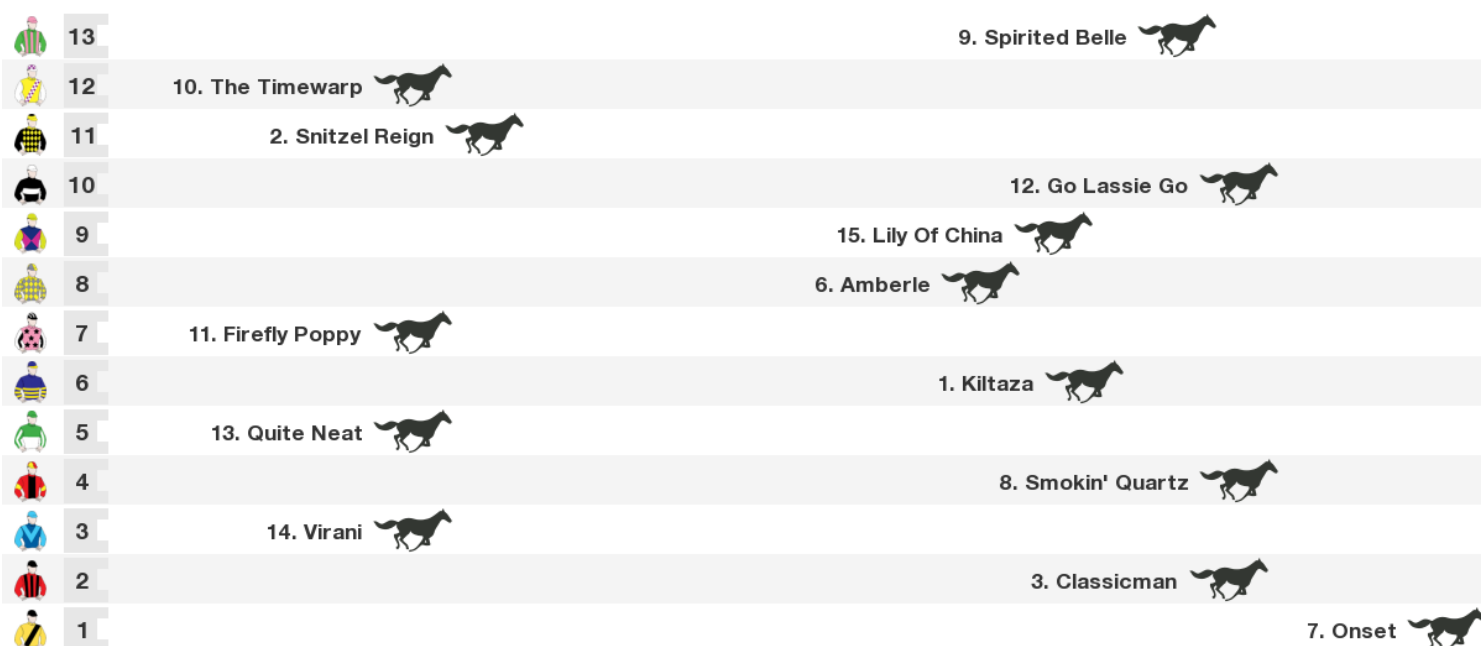 13 9. Spirited Belle
12 10. The Timewarp
11 2. Snitzel Reign
10 12. Go Lassie Go
9 15. Lily Of China
8 6. Amberle
7 11. Firefly Poppy
6 1. Kiltaza
5 13. Quite Neat
4 8. Smokin' Quartz
3 14. Virani
2 3. Classicman
1 7. Onset